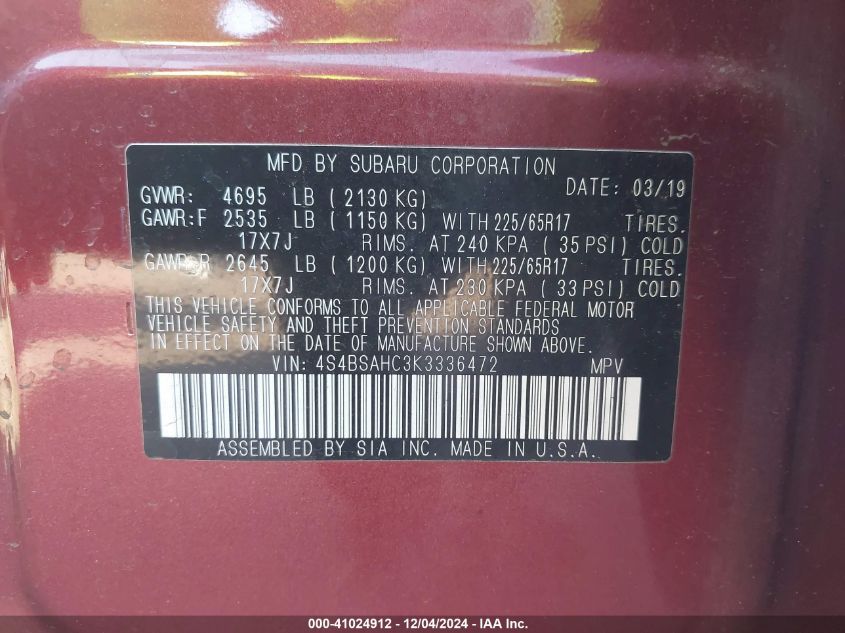 MFD BY SUBARU CORPORATION
DATE: 03/19
GVWR: 4695 LB ( 2130 KG)
GAWR:F 2535 LB ( 1150 KG) WITH 225/65R17 TIRES.
17X7J RIMS. AT 240 KPA ( 35 PSI) COLD
GAWR:R 2645 LB ( 1200 KG) WITH 225/65R17 TIRES.
17X7J RIMS. AT 230 KPA ( 33 PSI) COLD
THIS VEHICLE CONFORMS TO ALL APPLICABLE FEDERAL MOTOR
VEHICLE SAFETY AND THEFT PREVENTION STANDARDS
IN EFFECT ON THE DATE OF MANUFACTURE SHOWN ABOVE.
VIN: 4S4BSAHC3K3336472 MPV
ASSEMBLED BY SIA INC. MADE IN U.S.A.
000-41024912 - 12/04/2024 - IAA Inc.